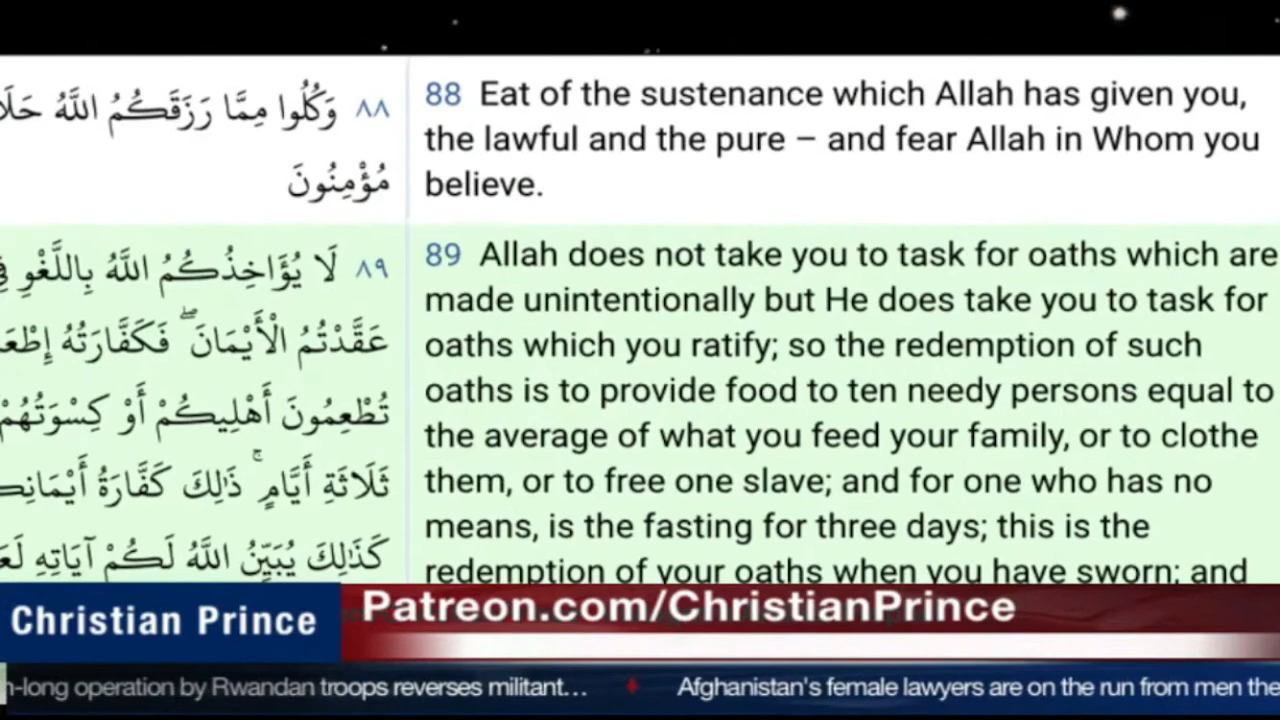 ٨٨ وَكُلُوا مِمَّا رَزَقَكُمُ اللَّهُ
مُؤْمِنُونَ
88 Eat of the sustenance which Allah has given you,
the lawful and the pure – and fear Allah in Whom you
believe.
٨٩ لَا يُؤَاخِذُكُمُ اللَّهُ بِاللَّغْوِ
عَقَّدْتُمُ الْأَيْمَانَ ۖ فَكَفَّارَتُهُ
تُطْعِمُونَ أَهْلِيكُمْ أَوْ كِسْوَتُهُمْ
ثَلَاثَةِ أَيَّامٍ ۚ ذَٰلِكَ كَفَّارَةُ
كَذَٰلِكَ يُبَيِّنُ اللَّهُ لَكُمْ آيَاتِهِ
89 Allah does not take you to task for oaths which are
made unintentionally but He does take you to task for
oaths which you ratify; so the redemption of such
oaths is to provide food to ten needy persons equal to
the average of what you feed your family, or to clothe
them, or to free one slave; and for one who has no
means, is the fasting for three days; this is the
redemption of your oaths when you have sworn; and
Christian Prince
Patreon.com/ChristianPrince
-long operation by Rwandan troops reverses militant... ♦ Afghanistan's female lawyers are on the run from men the